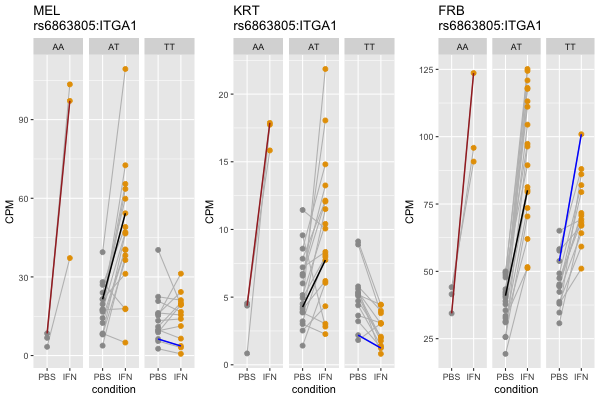 MEL
rs6863805:ITGA1
AA AT TT
CPM
90
60
30
0
PBS IFN PBS IFN PBS IFN
condition
KRT
rs6863805:ITGA1
AA AT TT
CPM
20
15
10
5
0
PBS IFN PBS IFN PBS IFN
condition
FRB
rs6863805:ITGA1
AA AT TT
CPM
125
100
75
50
25
PBS IFN PBS IFN PBS IFN
condition